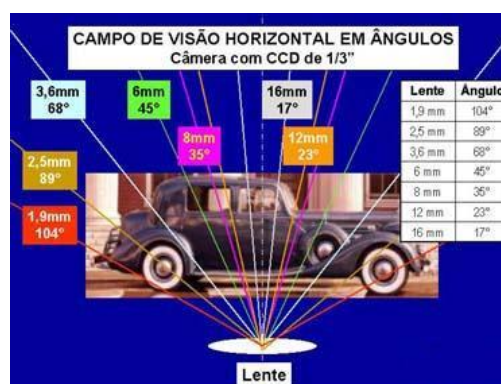 CAMPO DE VISÃO HORIZONTAL EM ÂNGULOS
Câmera com CCD de 1/3”
3,6mm
68°
6mm
45°
16mm
17°
8mm
35°
12mm
23°
2,5mm
89°
1,9mm
104°
Lente Ângulo
1,9 mm 104°
2,5 mm 89°
3,6 mm 68°
6 mm 45°
8 mm 35°
12 mm 23°
16 mm 17°
Lente